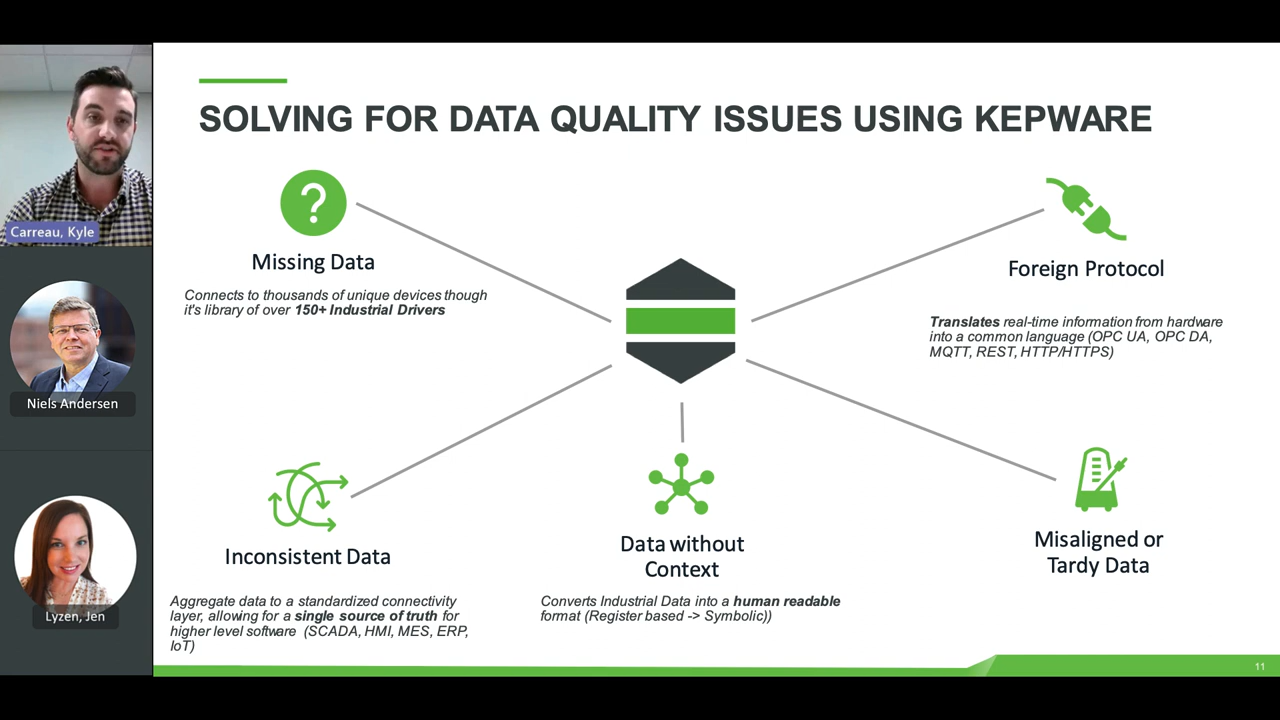 SOLVING FOR DATA QUALITY ISSUES USING KEPWARE
Carreau, Kyle
Niels Andersen
Lyzen, Jen
Missing Data
Connects to thousands of unique devices though
it's library of over 150+ Industrial Drivers
Foreign Protocol
Translates real-time information from hardware
into a common language (OPC UA, OPC DA,
MQTT, REST, HTTP/HTTPS)
Inconsistent Data
Aggregate data to a standardized connectivity
layer, allowing for a single source of truth for
higher level software (SCADA, HMI, MES, ERP,
IoT)
Data without
Context
Converts Industrial Data into a human readable
format (Register based -> Symbolic))
Misaligned or
Tardy Data
11